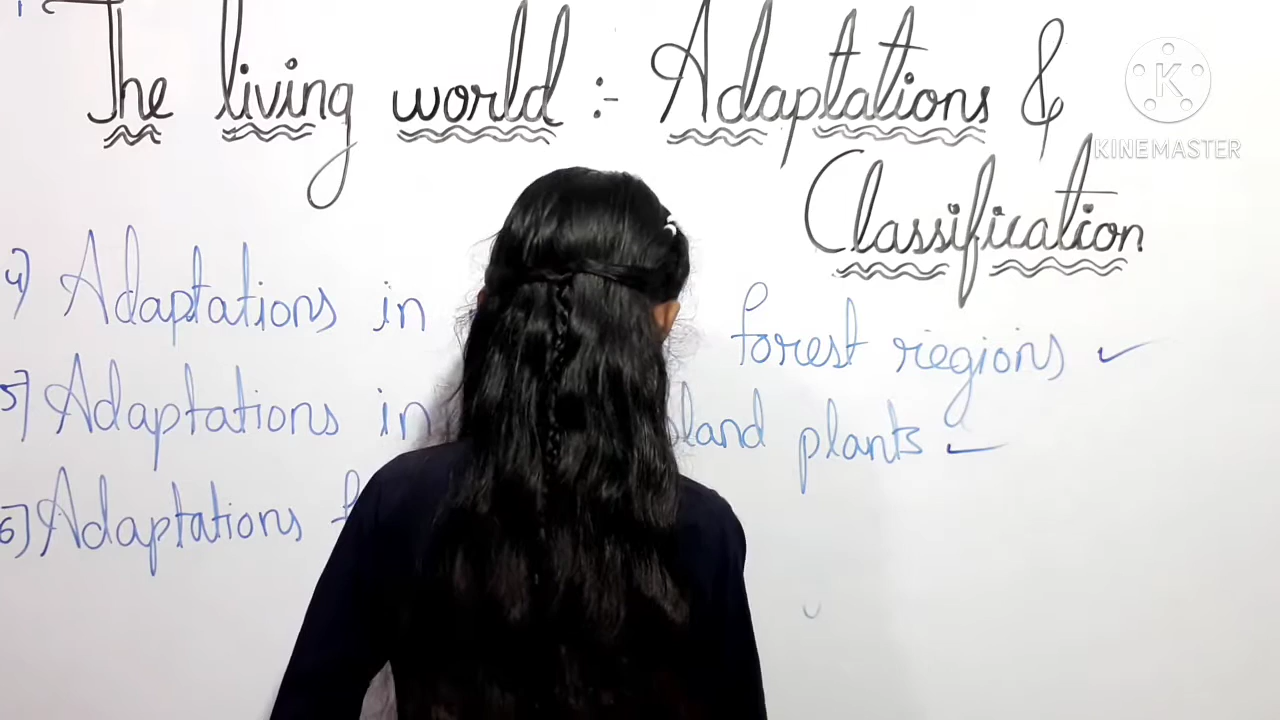 The living world :- Adaptations &
Classification
4) Adaptations in forest regions ✓
5) Adaptations in land plants ✓
6) Adaptations
K
KINEMASTER